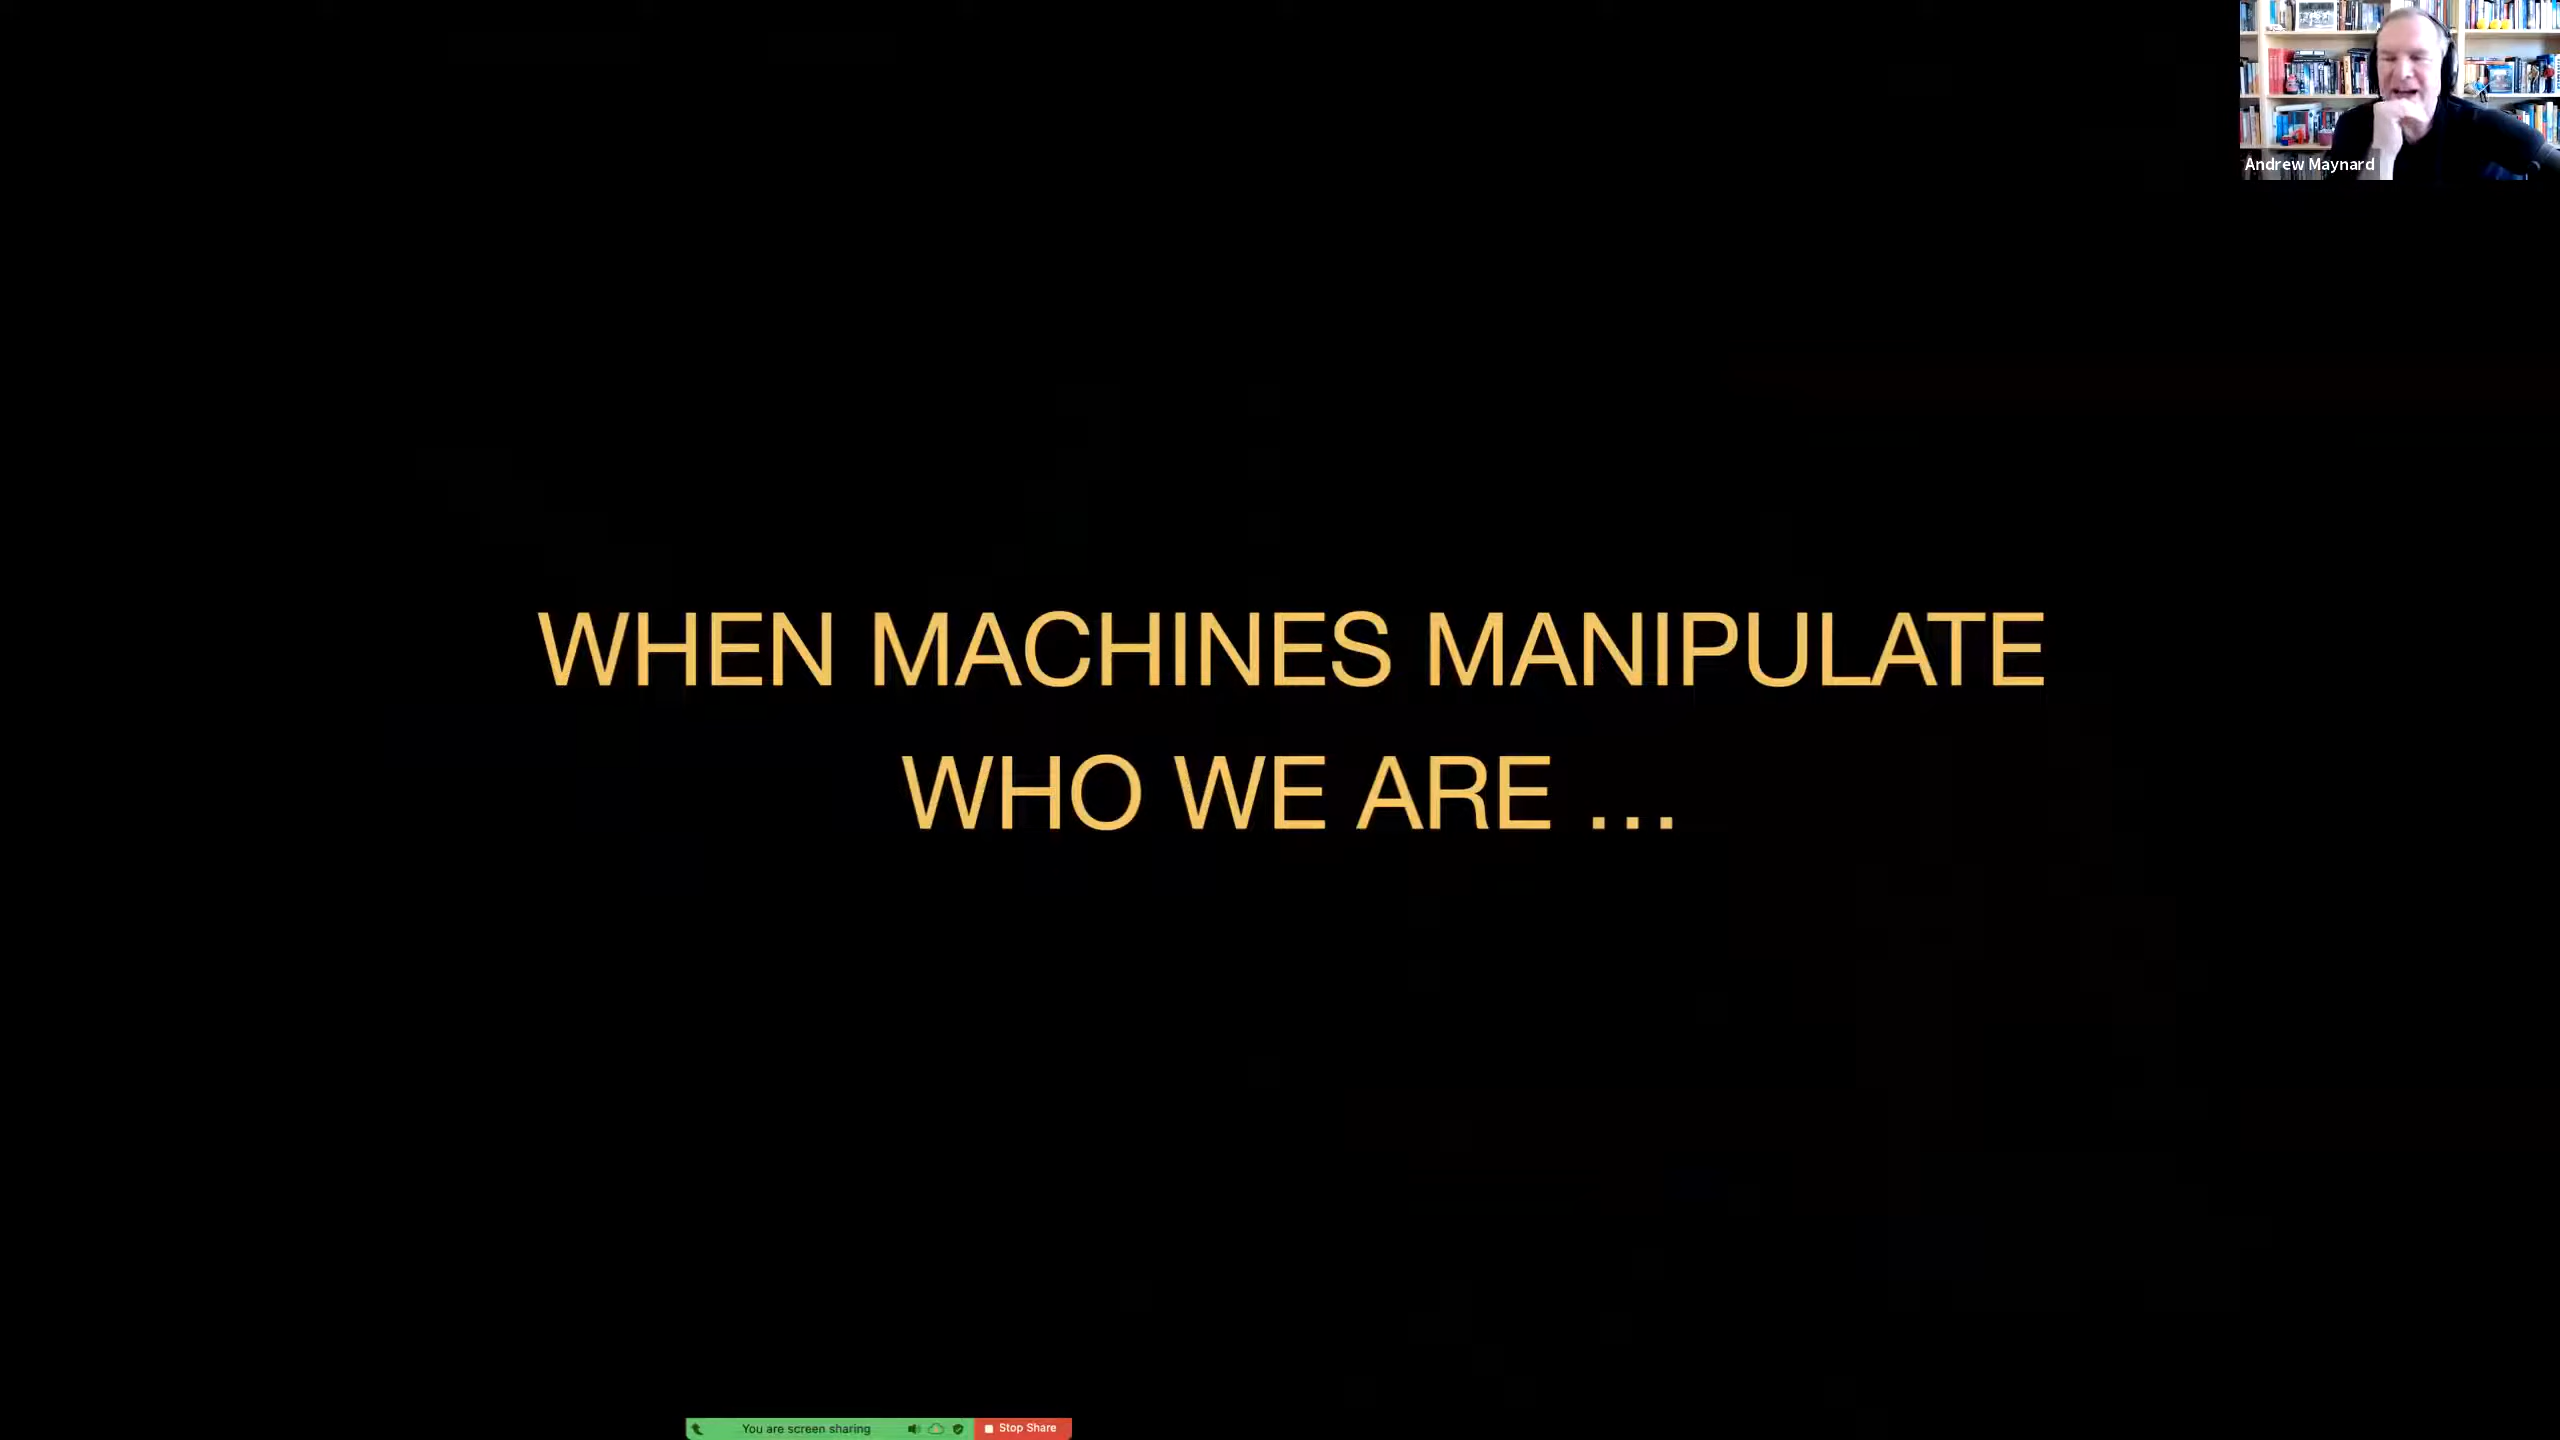 Andrew Maynard
WHEN MACHINES MANIPULATE
WHO WE ARE ...
You are screen sharing
Stop Share